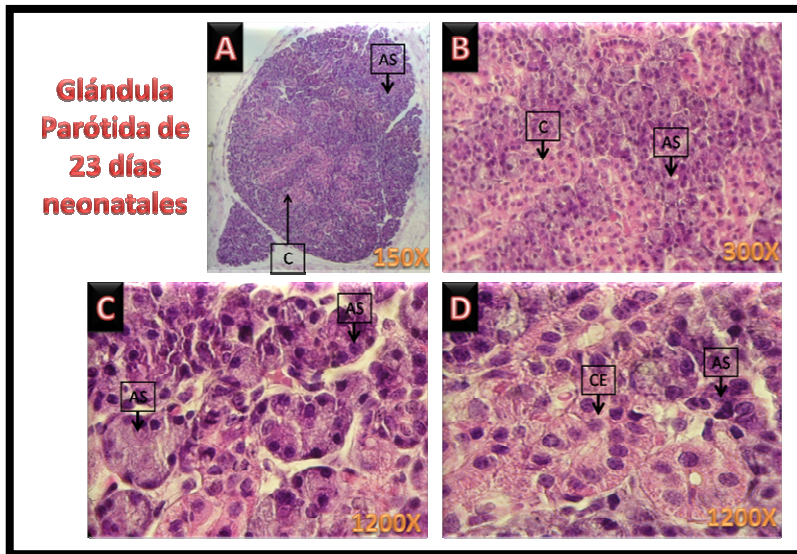 Glándula
Parótida de
23 días
neonatales
A
AS
C
150X
B
C
AS
300X
C
AS
AS
1200X
D
CE
AS
1200X